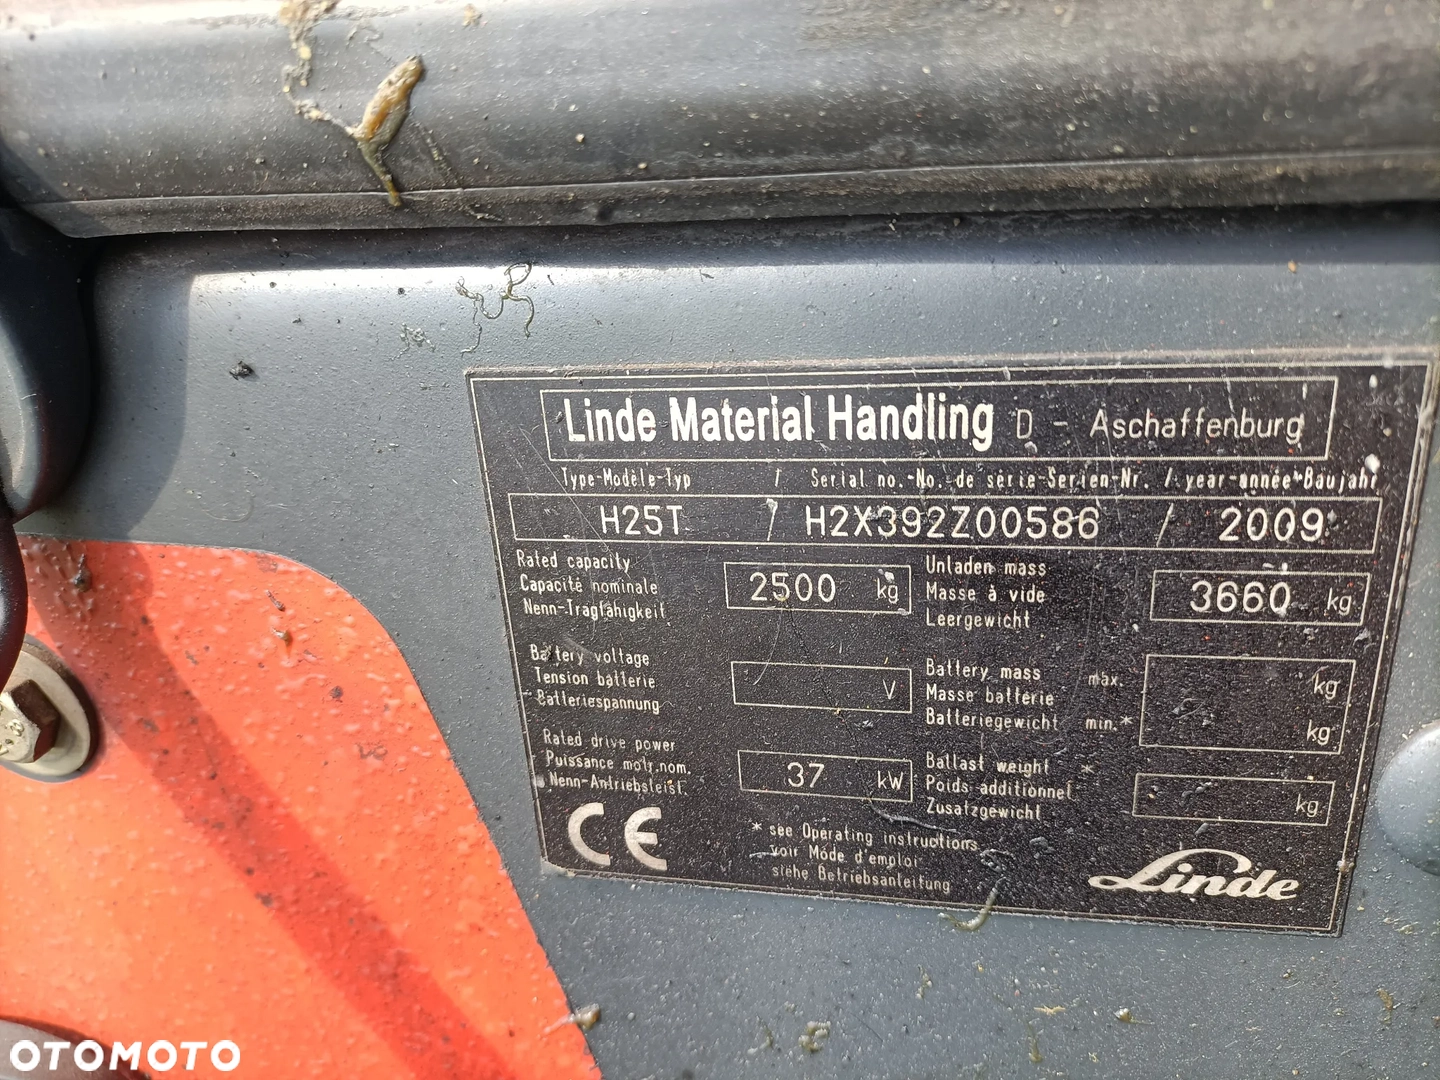 Linde Material Handling D - Aschaffenburg
Type-Modèle-Typ / Serial no.-No. de série-Serien-Nr. / year-année-Baujahr
H25T / H2X392Z00586 / 2009
Rated capacity
Capacité nominale
Nenn-Tragfähigkeit
2500 kg
Unladen mass
Masse à vide
Leergewicht
3660 kg
Battery voltage
Tension batterie
Batteriespannung
V
Battery mass max.
Masse batterie
Batteriegewicht min.*
kg
kg
Rated drive power
Puissance motr.nom.
Nenn-Antriebsleist.
37 kW
Ballast weight *
Poids additionnel
Zusatzgewicht
kg
CE
* see Operating instructions
voir Mode d'emploi
siehe Betriebsanleitung
Linde
OTOMOTO